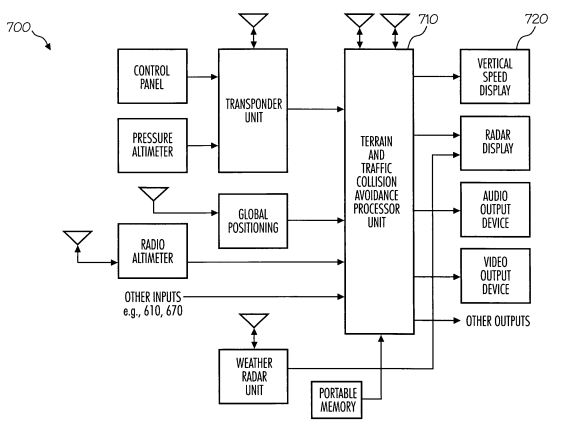 700
710
720
CONTROL
PANEL
TRANSPONDER
UNIT
PRESSURE
ALTIMETER
TERRAIN
AND
TRAFFIC
COLLISION
AVOIDANCE
PROCESSOR
UNIT
VERTICAL
SPEED
DISPLAY
RADAR
DISPLAY
GLOBAL
POSITIONING
AUDIO
OUTPUT
DEVICE
RADIO
ALTIMETER
VIDEO
OUTPUT
DEVICE
OTHER INPUTS
e.g., 610, 670
OTHER OUTPUTS
WEATHER
RADAR
UNIT
PORTABLE
MEMORY